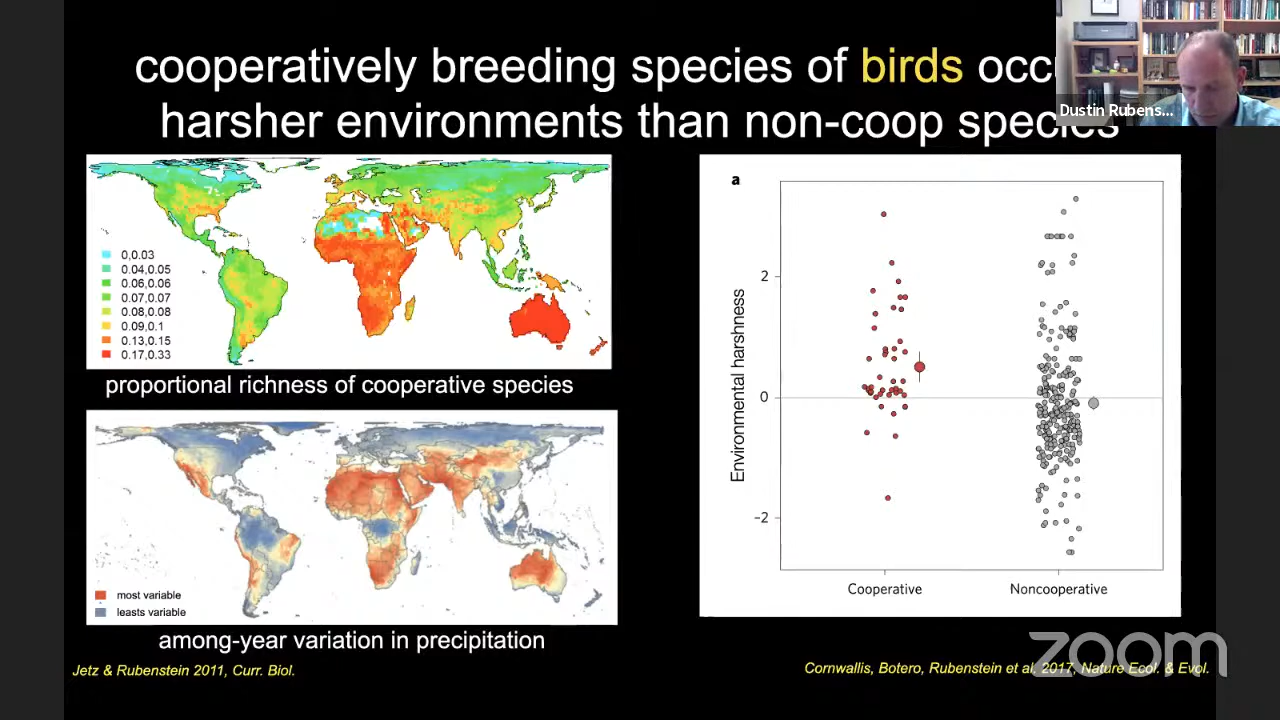 cooperatively breeding species of birds occ
harsher environments than non-coop species
Dustin Rubens...
0,0.03
0.04,0.05
0.06,0.06
0.07,0.07
0.08,0.08
0.09,0.1
0.13,0.15
0.17,0.33
proportional richness of cooperative species
most variable
leasts variable
among-year variation in precipitation
Jetz & Rubenstein 2011, Curr. Biol.
a
Environmental harshness
2
0
−2
Cooperative
Noncooperative
Cornwallis, Botero, Rubenstein et al. 2017, Nature Ecol. & Evol.
zoom